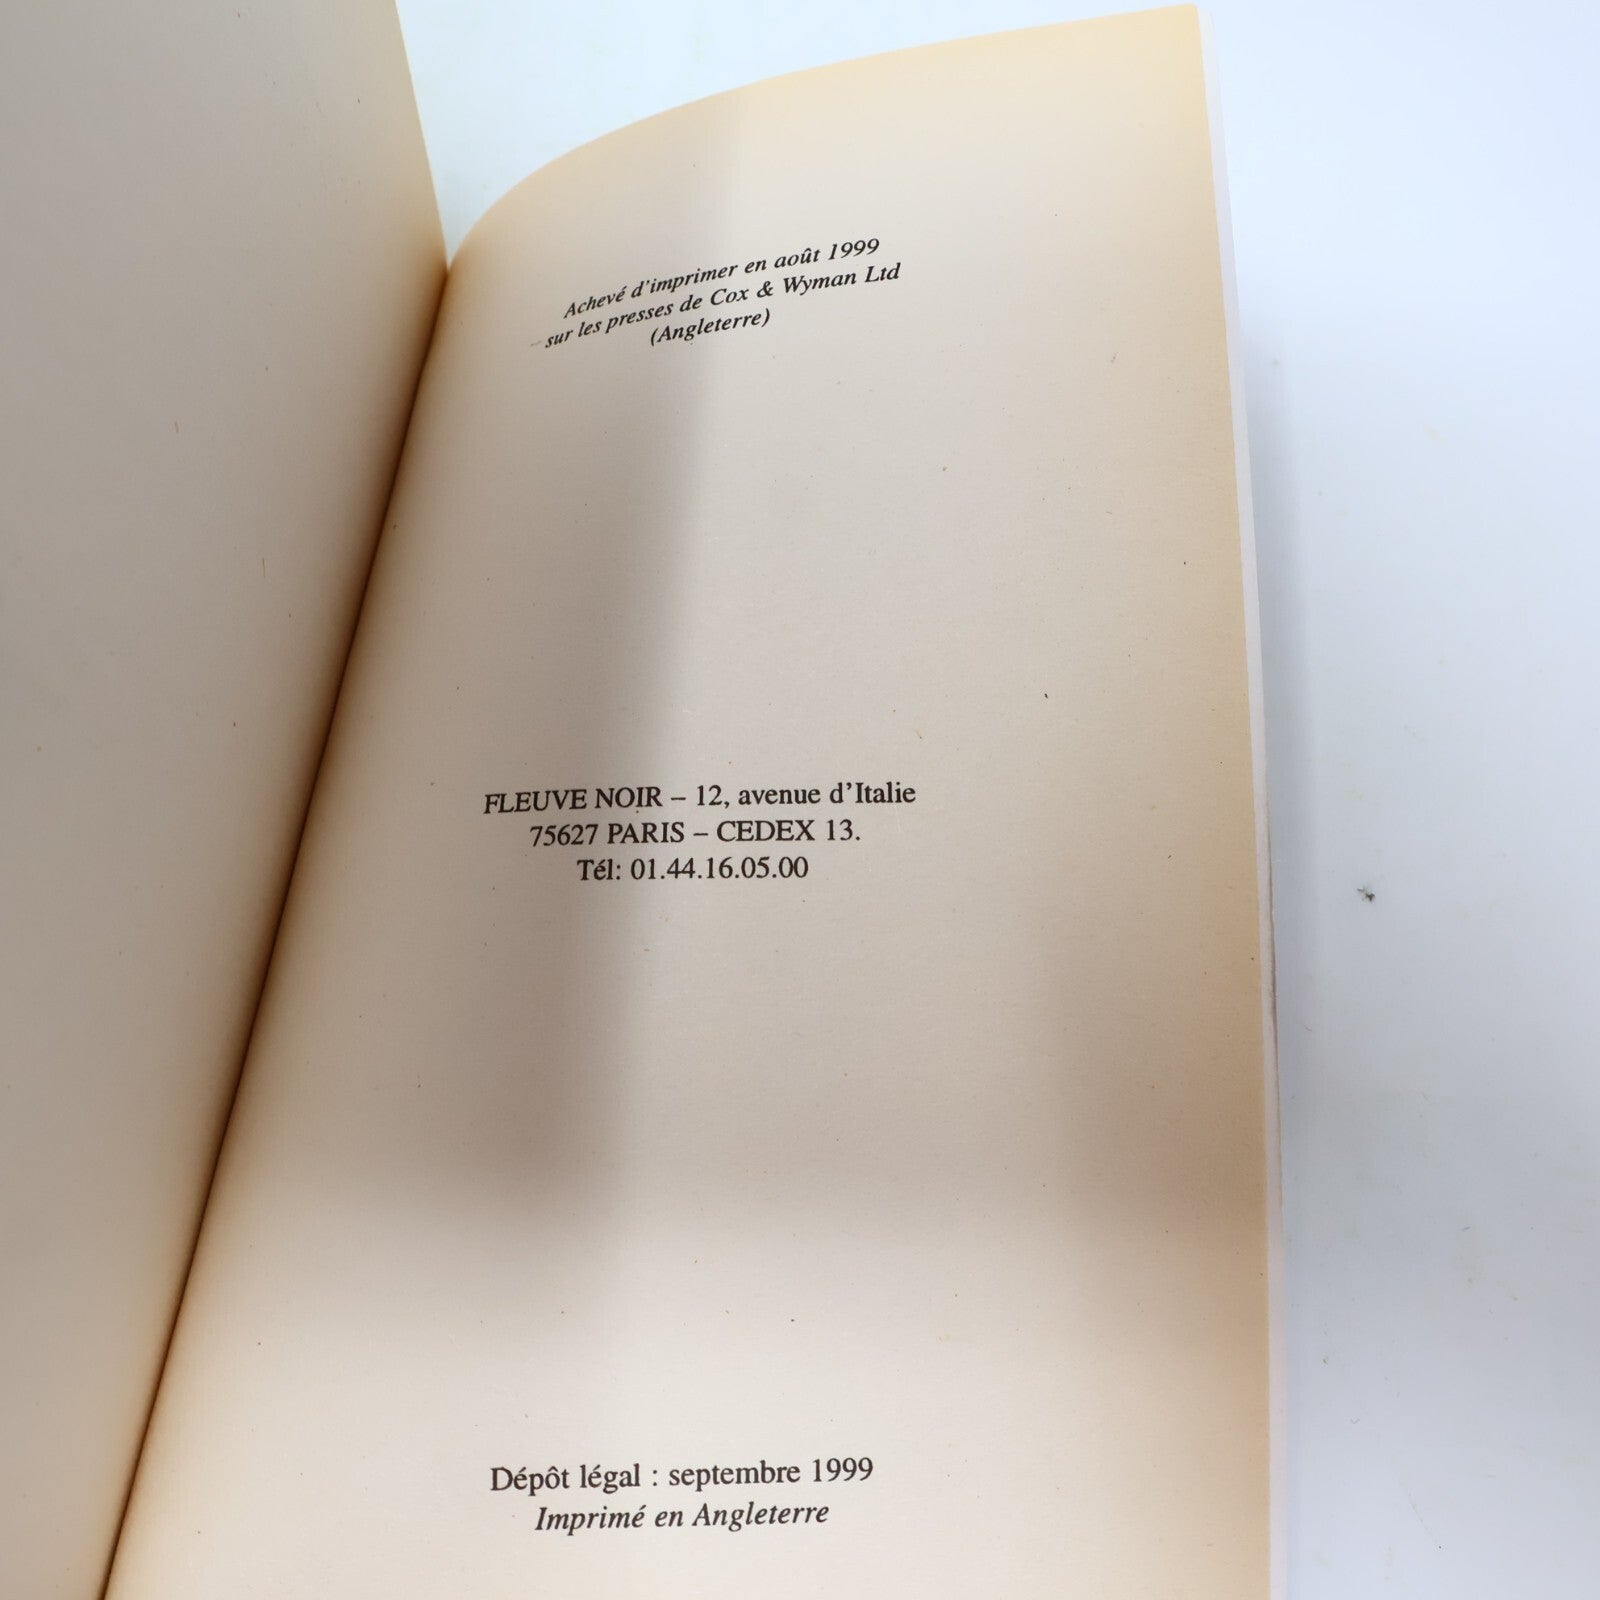 Achevé d'imprimer en août 1999
sur les presses de Cox & Wyman Ltd
(Angleterre)
FLEUVE NOIR – 12, avenue d'Italie
75627 PARIS – CEDEX 13.
Tél: 01.44.16.05.00
Dépôt légal : septembre 1999
Imprimé en Angleterre